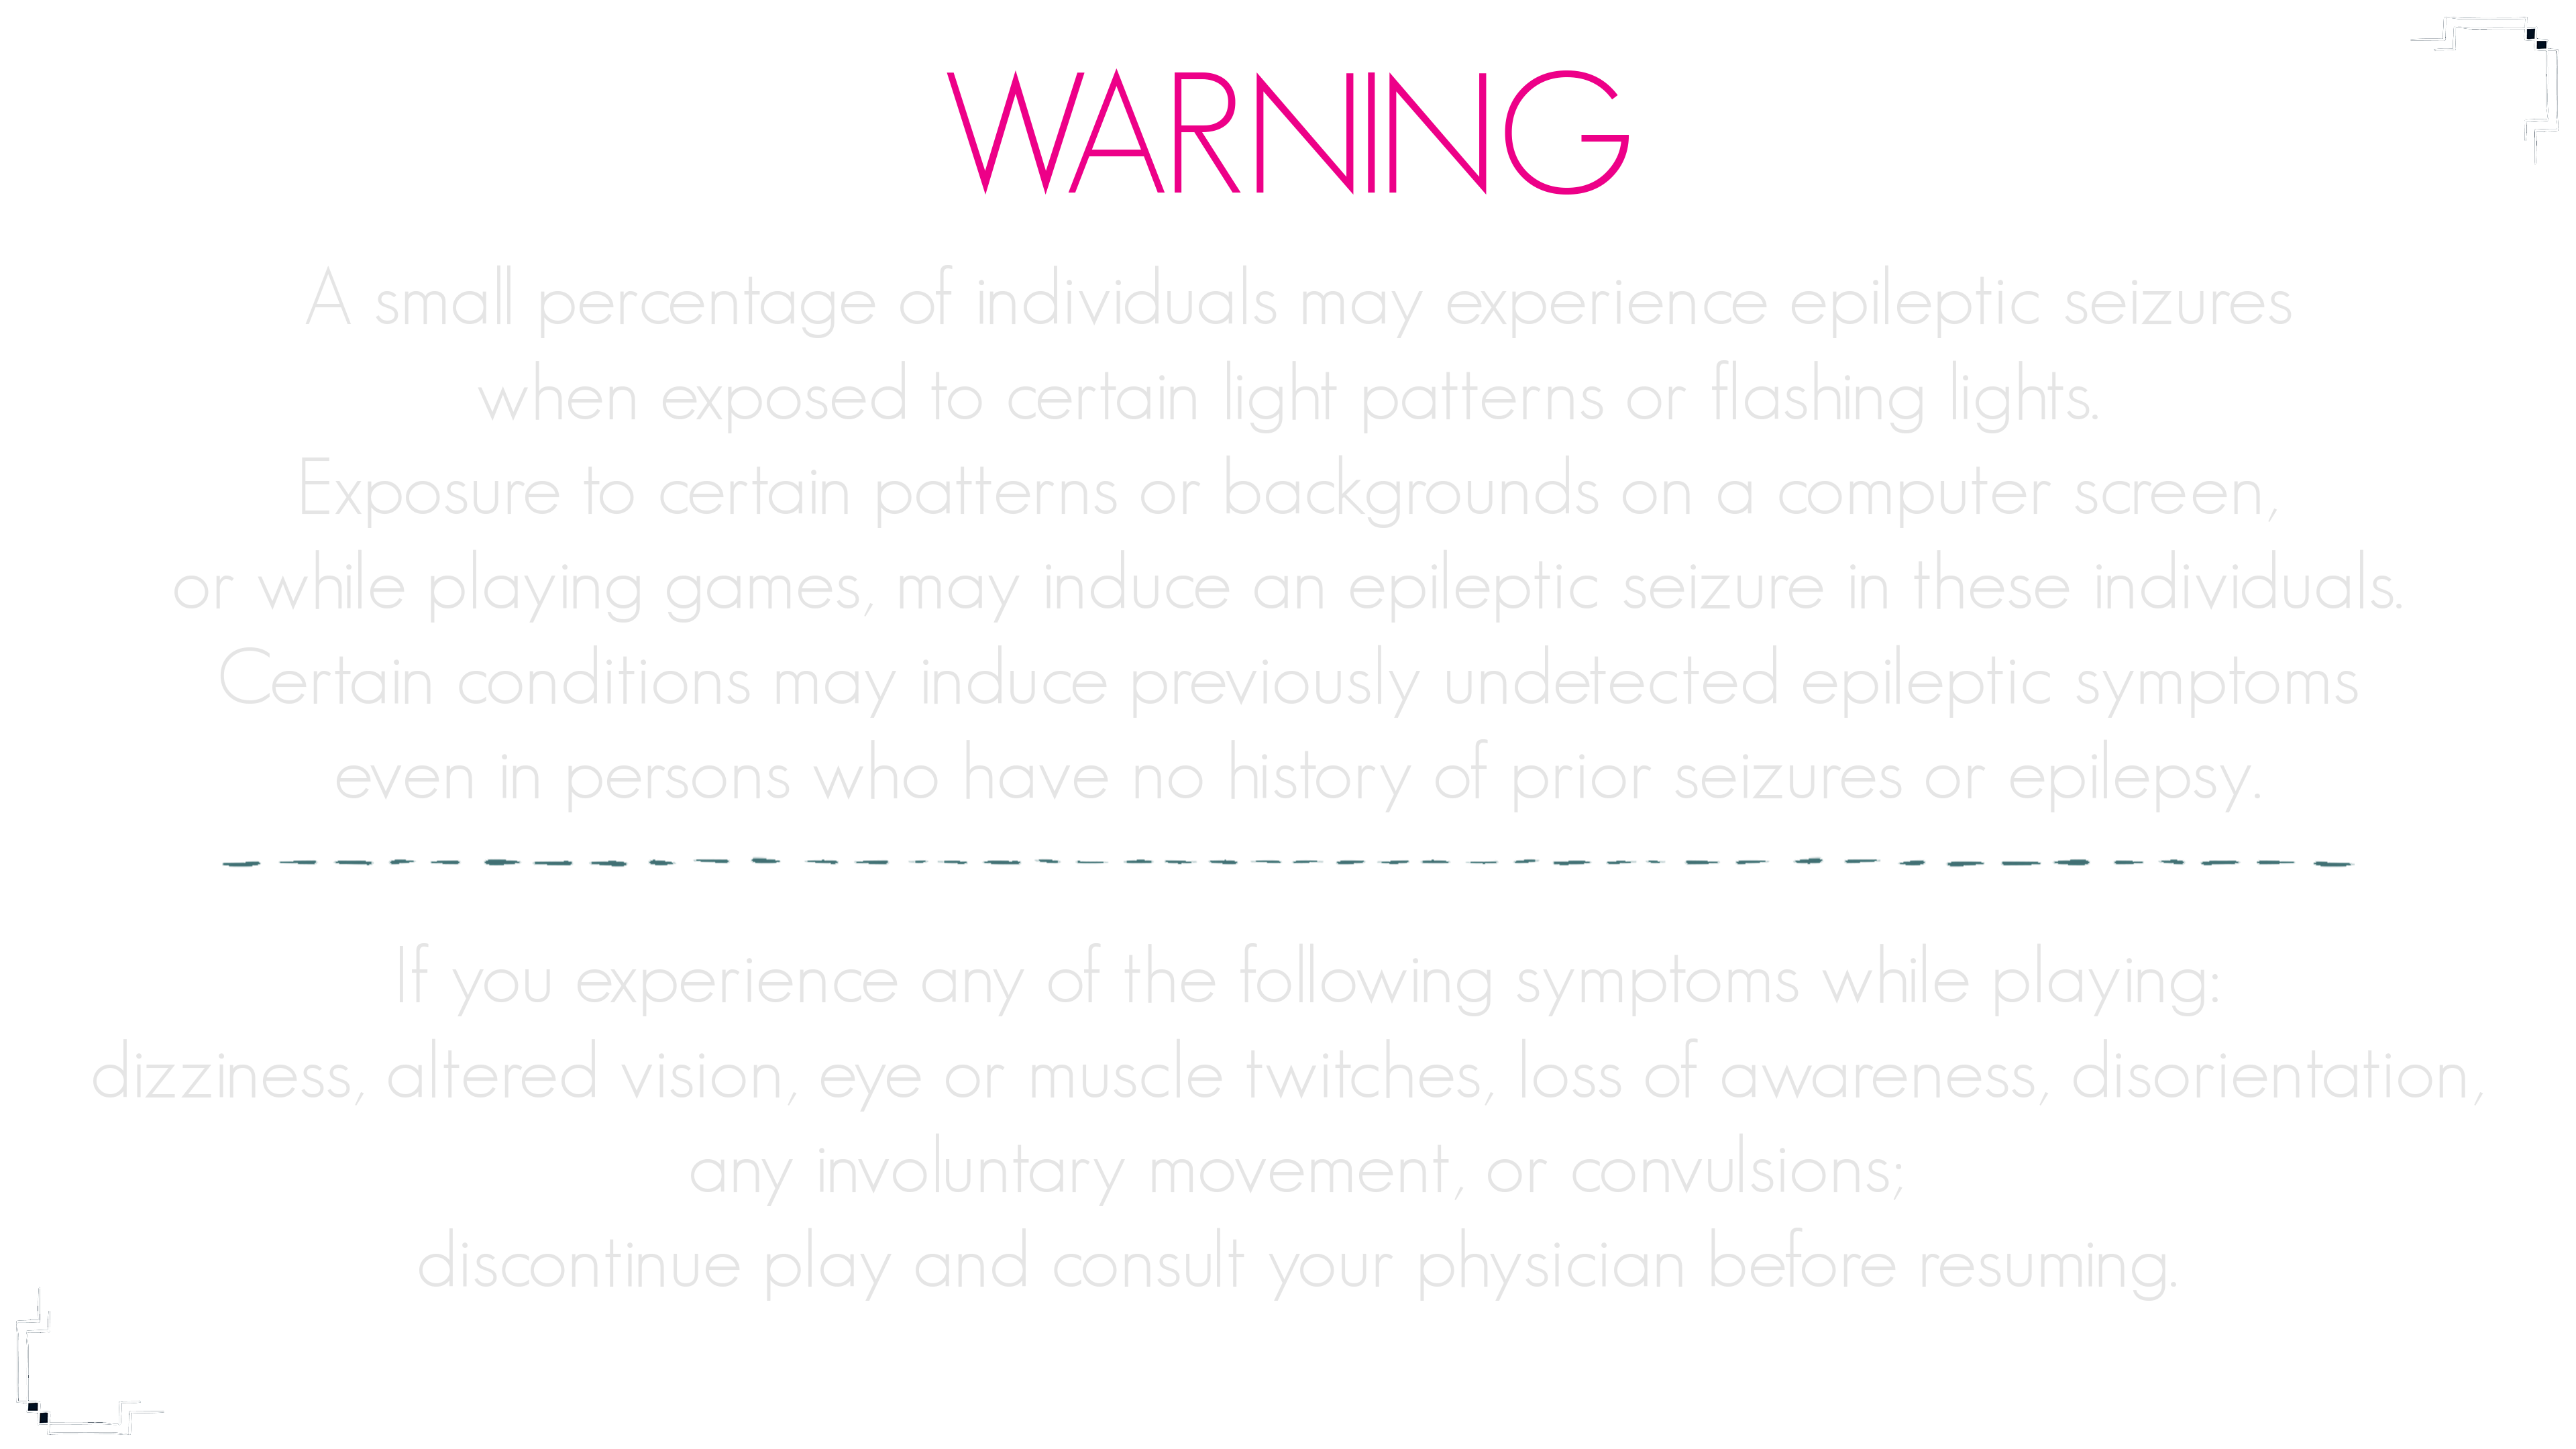 WARNING
A small percentage of individuals may experience epileptic seizures
when exposed to certain light patterns or flashing lights.
Exposure to certain patterns or backgrounds on a computer screen,
or while playing games, may induce an epileptic seizure in these individuals.
Certain conditions may induce previously undetected epileptic symptoms
even in persons who have no history of prior seizures or epilepsy.
If you experience any of the following symptoms while playing:
dizziness, altered vision, eye or muscle twitches, loss of awareness, disorientation,
any involuntary movement, or convulsions;
discontinue play and consult your physician before resuming.